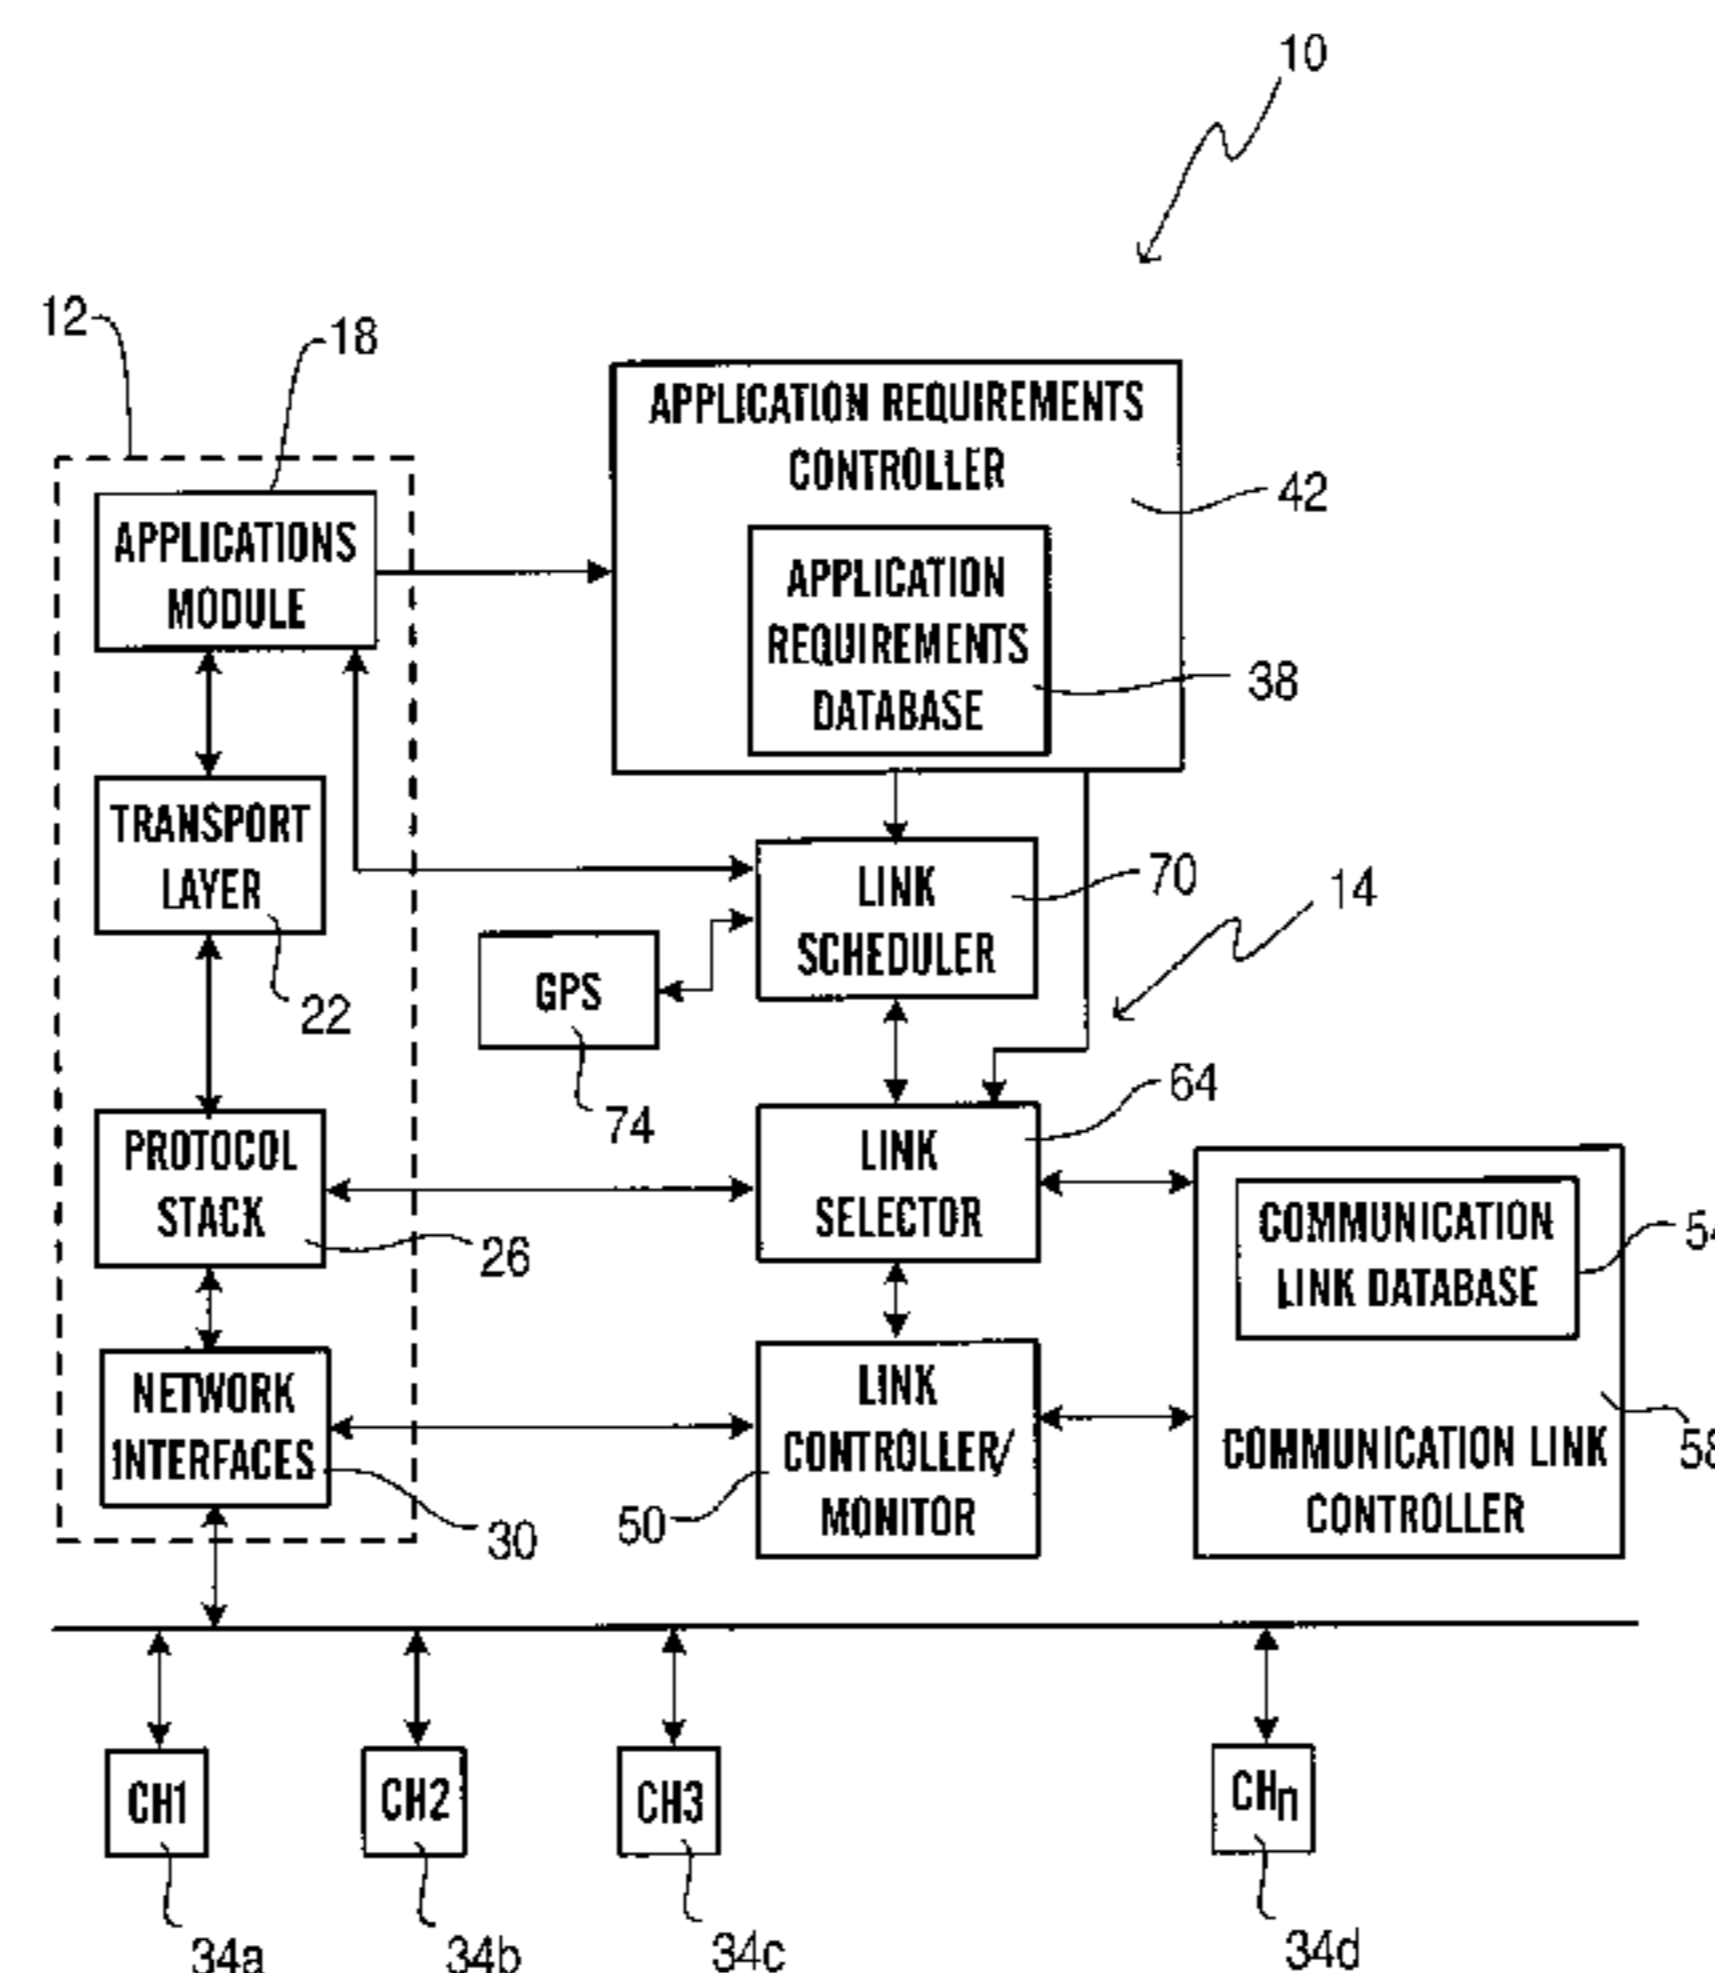 10
12
18
APPLICATION REQUIREMENTS
CONTROLLER
42
APPLICATIONS
MODULE
APPLICATION
REQUIREMENTS
DATABASE
38
TRANSPORT
LAYER
22
LINK
SCHEDULER
70
14
GPS
74
64
PROTOCOL
STACK
26
LINK
SELECTOR
COMMUNICATION
LINK DATABASE
54
NETWORK
INTERFACES
30
LINK
CONTROLLER/
MONITOR
50
COMMUNICATION LINK
CONTROLLER
58
CH1
CH2
CH3
CHn
34a
34b
34c
34d